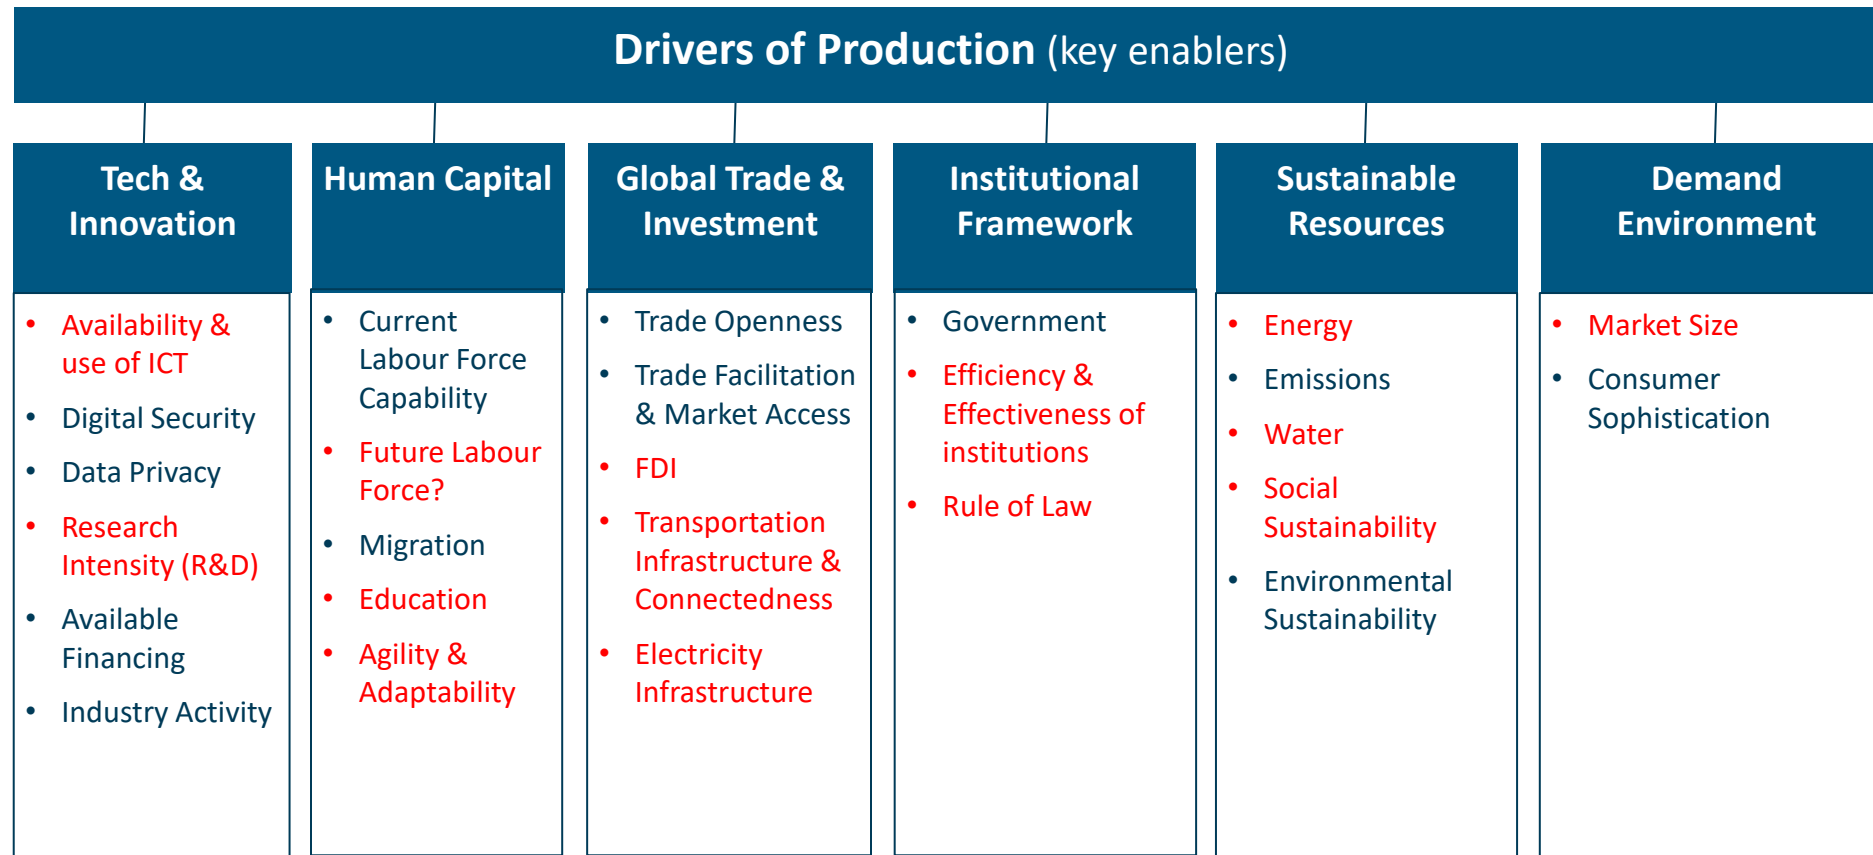 Drivers of Production (key enablers)
Tech &
Innovation
• Availability &
use of ICT
• Digital Security
• Data Privacy
• Research
Intensity (R&D)
• Available
Financing
• Industry Activity
Human Capital
• Current
Labour Force
Capability
• Future Labour
Force?
• Migration
• Education
• Agility &
Adaptability
Global Trade &
Investment
• Trade Openness
• Trade Facilitation
& Market Access
• FDI
• Transportation
Infrastructure &
Connectedness
• Electricity
Infrastructure
Institutional
Framework
• Government
• Efficiency &
Effectiveness of
institutions
• Rule of Law
Sustainable
Resources
• Energy
• Emissions
• Water
• Social
Sustainability
• Environmental
Sustainability
Demand
Environment
• Market Size
• Consumer
Sophistication